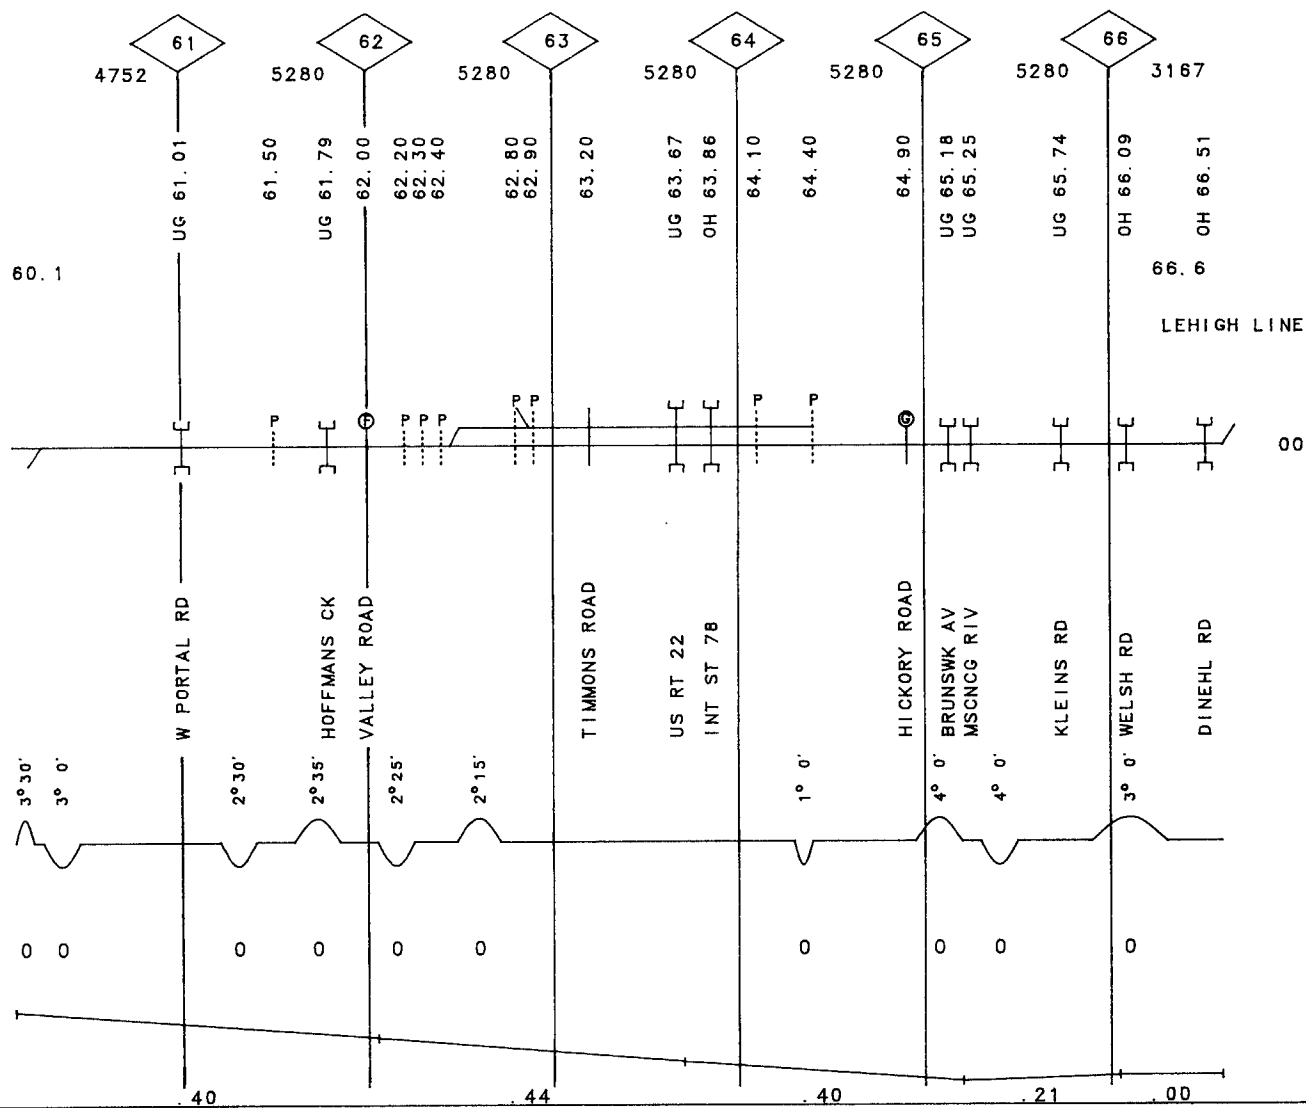 61 62 63 64 65 66
4752 5280 5280 5280 5280 5280 3167
UG 61.01
61.50
UG 61.79
62.00
62.20
62.30
62.40
62.80
62.90
63.20
UG 63.67
OH 63.86
64.10
64.40
64.90
UG 65.18
UG 65.25
UG 65.74
OH 66.09
OH 66.51
60.1
66.6
LEHIGH LINE
P F P P P P P P P G
00
W PORTAL RD
HOFFMANS CK
VALLEY ROAD
TIMMONS ROAD
US RT 22
INT ST 78
HICKORY ROAD
BRUNSWK AV
MSCNCG RIV
KLEINS RD
WELSH RD
DINEHL RD
3° 30'
3° 0'
2° 30'
2° 35'
2° 25'
2° 15'
1° 0'
4° 0'
4° 0'
3° 0'
0 0 0 0 0 0 0 0 0 0
.40 .44 .40 .21 .00